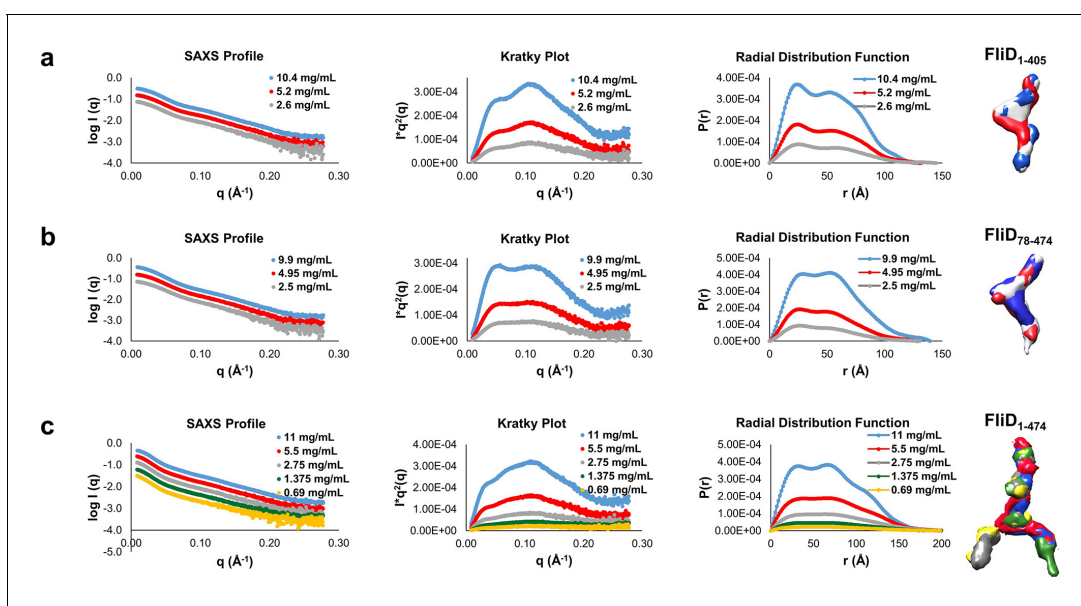 a
SAXS Profile
0.0
-1.0
-2.0
-3.0
-4.0
log I (q)
10.4 mg/mL
5.2 mg/mL
2.6 mg/mL
0.00 0.10 0.20 0.30
q (Å-1)
Kratky Plot
3.00E-04
2.00E-04
1.00E-04
0.00E+00
I*q2(q)
10.4 mg/mL
5.2 mg/mL
2.6 mg/mL
0.00 0.10 0.20 0.30
q (Å-1)
Radial Distribution Function
4.00E-04
3.00E-04
2.00E-04
1.00E-04
0.00E+00
P(r)
10.4 mg/mL
5.2 mg/mL
2.6 mg/mL
0 50 100 150
r (Å)
FliD1-405
b
SAXS Profile
0.0
-1.0
-2.0
-3.0
-4.0
log I (q)
9.9 mg/mL
4.95 mg/mL
2.5 mg/mL
0.00 0.10 0.20 0.30
q (Å-1)
Kratky Plot
3.00E-04
2.00E-04
1.00E-04
0.00E+00
I*q2(q)
9.9 mg/mL
4.95 mg/mL
2.5 mg/mL
0.00 0.10 0.20 0.30
q (Å-1)
Radial Distribution Function
5.00E-04
4.00E-04
3.00E-04
2.00E-04
1.00E-04
0.00E+00
P(r)
9.9 mg/mL
4.95 mg/mL
2.5 mg/mL
0 50 100 150
r (Å)
FliD78-474
c
SAXS Profile
0.0
-1.0
-2.0
-3.0
-4.0
-5.0
log I (q)
11 mg/mL
5.5 mg/mL
2.75 mg/mL
1.375 mg/mL
0.69 mg/mL
0.00 0.10 0.20 0.30
q (Å-1)
Kratky Plot
4.00E-04
3.00E-04
2.00E-04
1.00E-04
0.00E+00
I*q2(q)
11 mg/mL
5.5 mg/mL
2.75 mg/mL
1.375 mg/mL
0.69 mg/mL
0.00 0.10 0.20 0.30
q (Å-1)
Radial Distribution Function
5.00E-04
4.00E-04
3.00E-04
2.00E-04
1.00E-04
0.00E+00
P(r)
11 mg/mL
5.5 mg/mL
2.75 mg/mL
1.375 mg/mL
0.69 mg/mL
0 50 100 150 200
r (Å)
FliD1-474